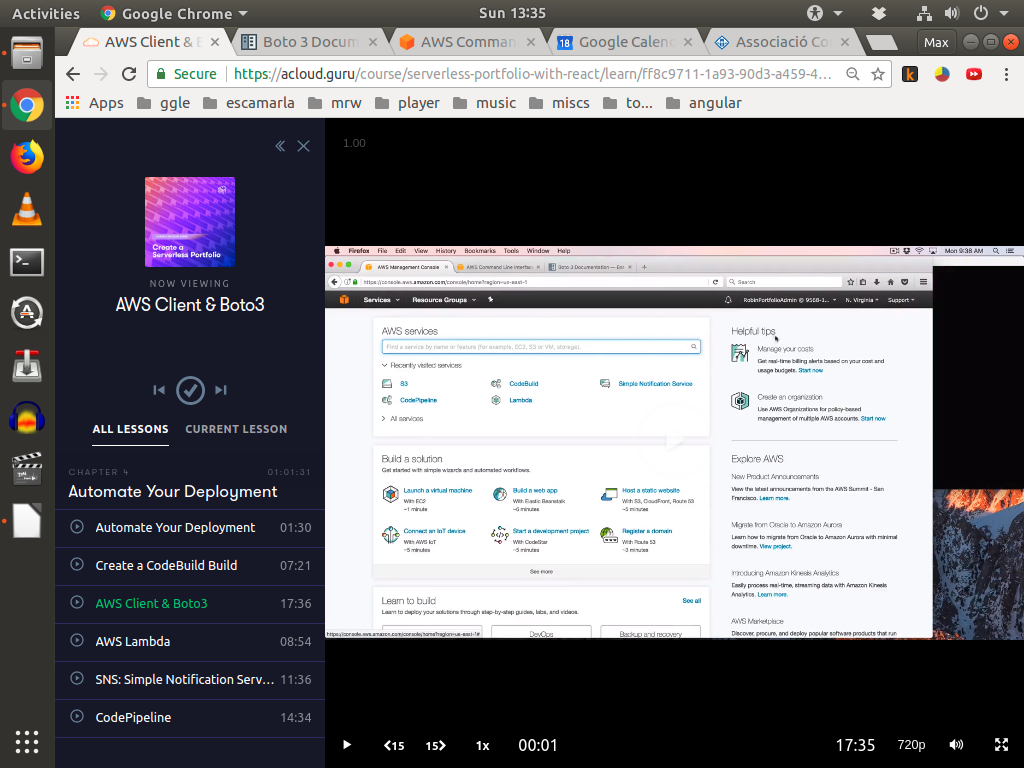 Activities Google Chrome Sun 13:35
AWS Client & B Boto 3 Docum AWS Comman Google Calen Associació Co Max
Secure https://acloud.guru/course/serverless-portfolio-with-react/learn/ff8c9711-1a93-90d3-a459-4...
Apps ggle escamarla mrw player music miscs to... angular
1.00
Create a
Serverless Portfolio
NOW VIEWING
AWS Client & Boto3
ALL LESSONS CURRENT LESSON
CHAPTER 4 01:01:31
Automate Your Deployment
Automate Your Deployment 01:30
Create a CodeBuild Build 07:21
AWS Client & Boto3 17:36
AWS Lambda 08:54
SNS: Simple Notification Serv... 11:36
CodePipeline 14:34
Firefox File Edit View History Bookmarks Tools Window Help Mon 9:38 AM
AWS Management Console AWS Command Line Interface Boto 3 Documentation —
https://console.aws.amazon.com/console/home?region=us-east-1 Search
Services Resource Groups RobinPortfolioAdmin @ 9568-3... N. Virginia Support
AWS services
Find a service by name or feature (for example, EC2, S3 or VM, storage).
Recently visited services
S3 CodeBuild Simple Notification Service
CodePipeline Lambda
All services
Build a solution
Get started with simple wizards and automated workflows.
Launch a virtual machine Build a web app Host a static website
With EC2 With Elastic Beanstalk With S3, CloudFront, Route 53
~1 minute ~6 minutes ~5 minutes
Connect an IoT device Start a development project Register a domain
With AWS IoT With CodeStar With Route 53
~5 minutes ~5 minutes ~3 minutes
See more
Learn to build See all
Learn to deploy your solutions through step-by-step guides, labs, and videos.
https://console.aws.amazon.com/console/home?region=us-east-1# DevOps Backup and recovery
Helpful tips
Manage your costs
Get real-time billing alerts based on your cost and
usage budgets. Start now
Create an organization
Use AWS Organizations for policy-based
management of multiple AWS accounts. Start now
Explore AWS
New Product Announcements
View the latest announcements from the AWS Summit - San
Francisco. Learn more.
Migrate from Oracle to Amazon Aurora
Learn how to migrate from Oracle to Amazon Aurora with minimal
downtime. View project.
Introducing Amazon Kinesis Analytics
Easily process real-time, streaming data with Amazon Kinesis
Analytics. Learn more.
AWS Marketplace
Discover, procure, and deploy popular software products that run
15 15 1x 00:01 17:35 720p